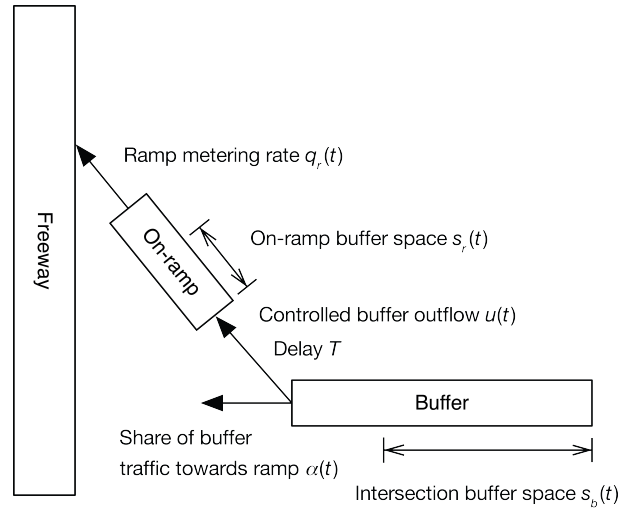 Ramp metering rate q_r(t)
Freeway
On-ramp
On-ramp buffer space s_r(t)
Controlled buffer outflow u(t)
Delay T
Buffer
Share of buffer
traffic towards ramp α(t)
Intersection buffer space s_b(t)